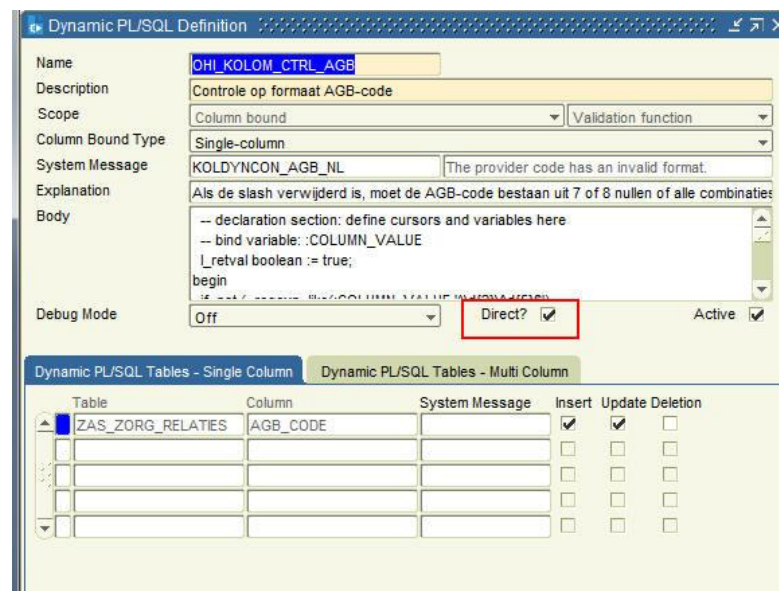 Dynamic PL/SQL Definition
Name OHI_KOLOM_CTRL_AGB
Description Controle op formaat AGB-code
Scope Column bound Validation function
Column Bound Type Single-column
System Message KOLDYNCON_AGB_NL The provider code has an invalid format.
Explanation Als de slash verwijderd is, moet de AGB-code bestaan uit 7 of 8 nullen of alle combinaties
Body -- declaration section: define cursors and variables here
-- bind variable: :COLUMN_VALUE
l_retval boolean := true;
begin
Debug Mode Off Direct? Active
Dynamic PL/SQL Tables - Single Column Dynamic PL/SQL Tables - Multi Column
Table Column System Message Insert Update Deletion
ZAS_ZORG_RELATIES AGB_CODE